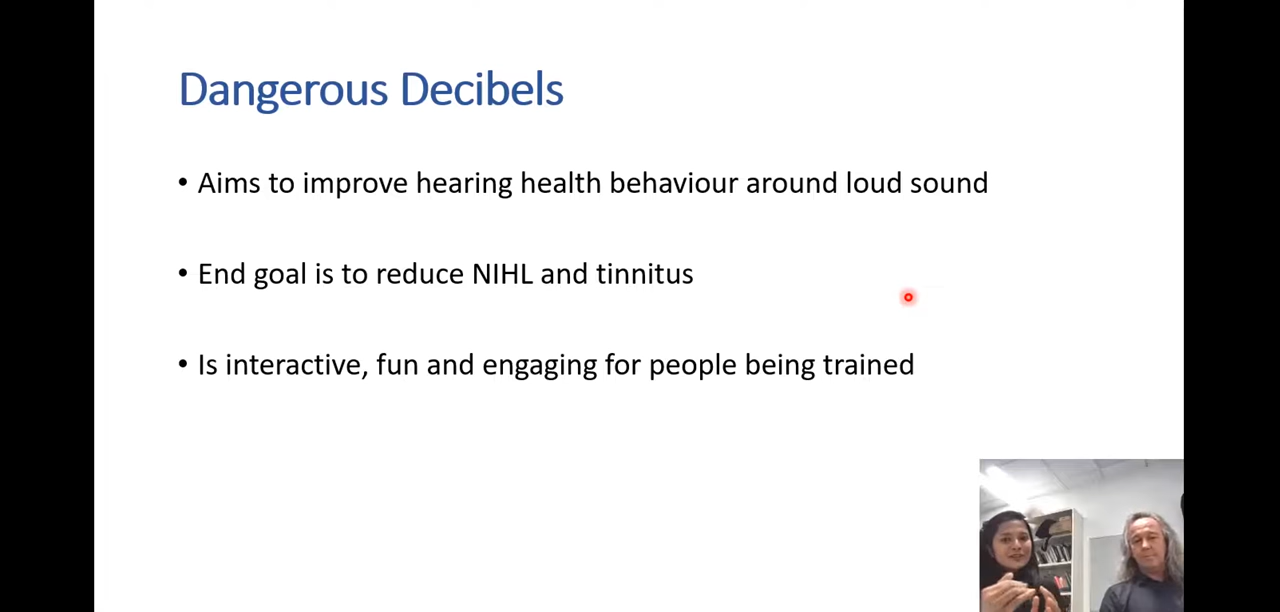 Dangerous Decibels
• Aims to improve hearing health behaviour around loud sound
• End goal is to reduce NIHL and tinnitus
• Is interactive, fun and engaging for people being trained